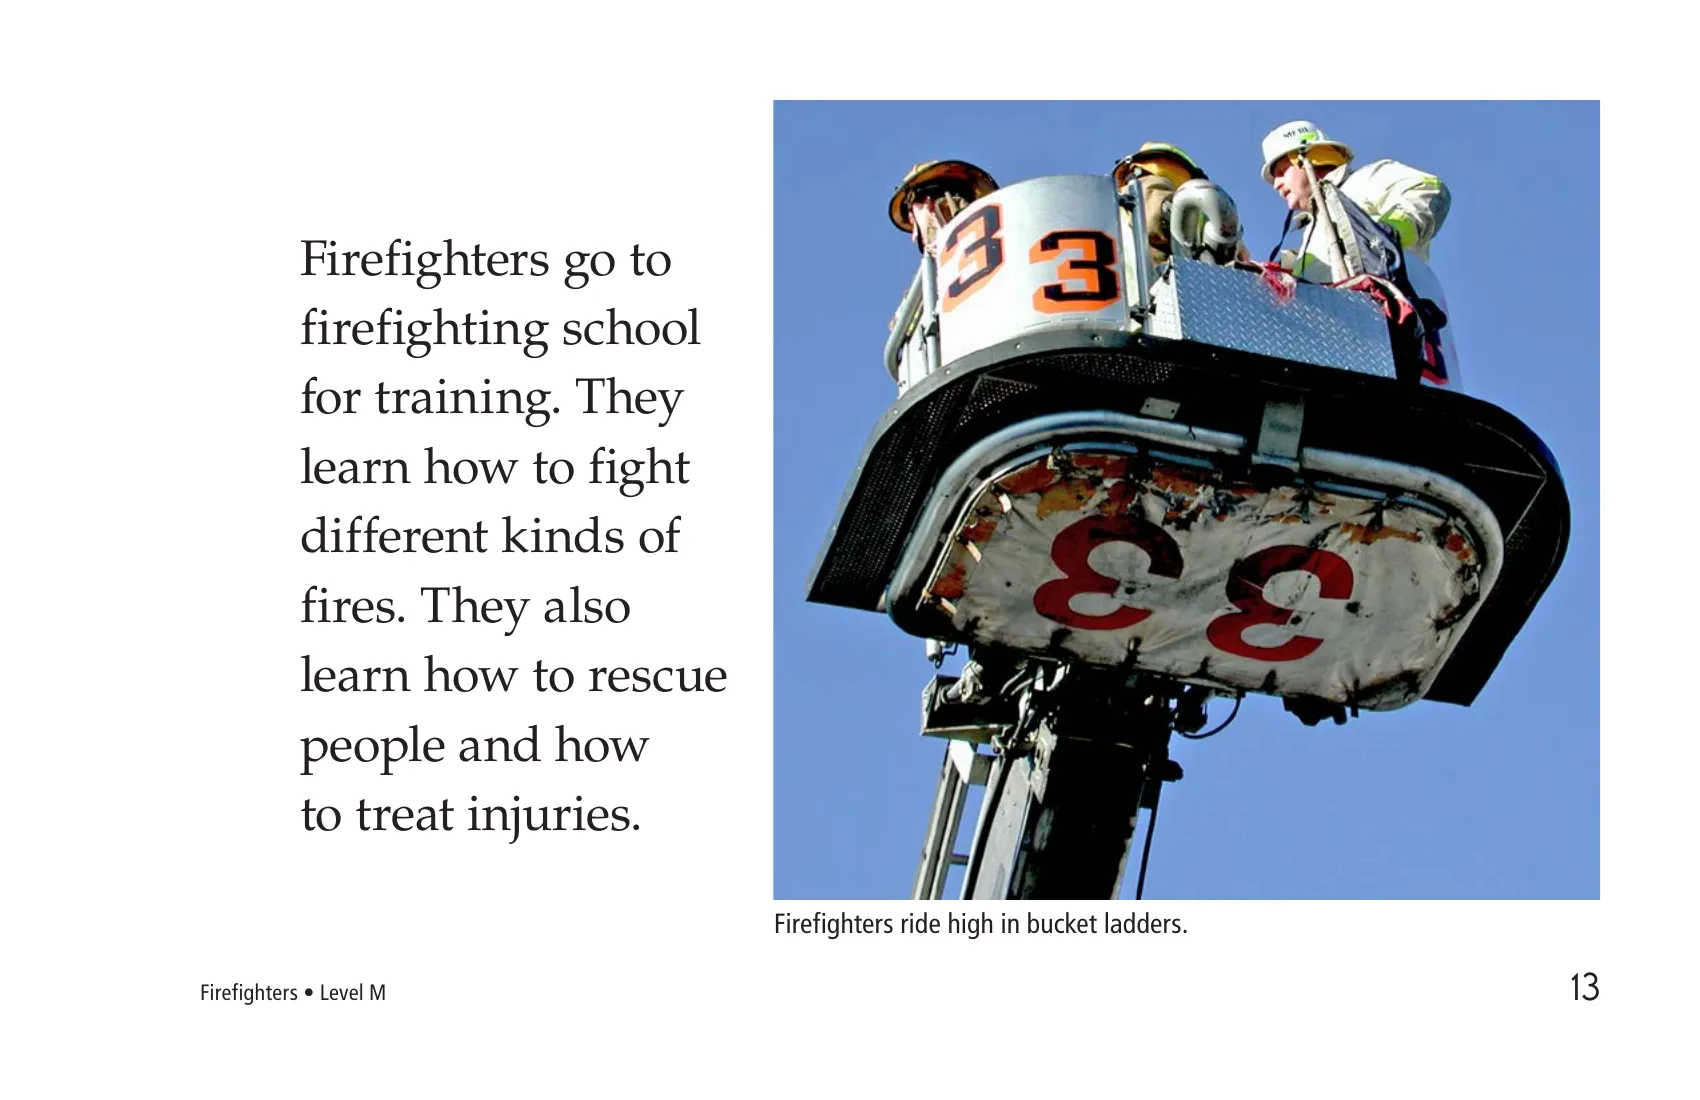 Firefighters go to
firefighting school
for training. They
learn how to fight
different kinds of
fires. They also
learn how to rescue
people and how
to treat injuries.
33
33
Firefighters ride high in bucket ladders.
Firefighters • Level M
13